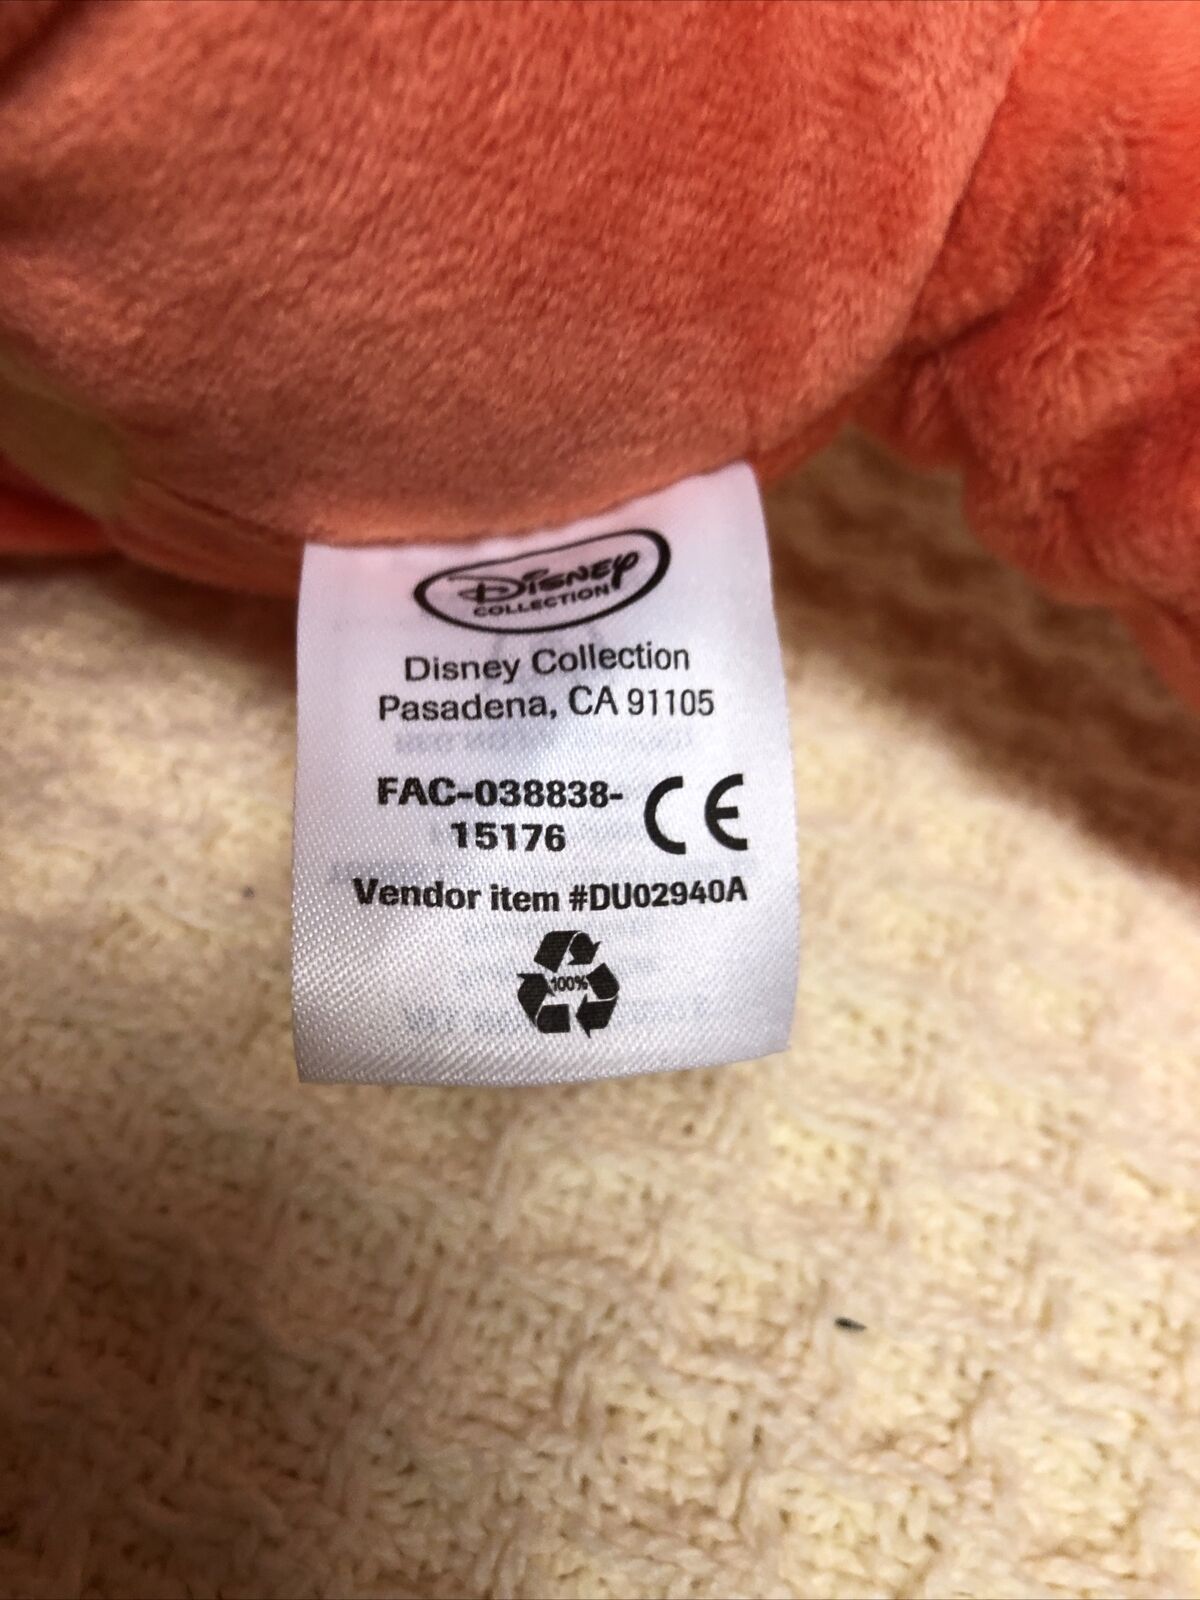 Disney
COLLECTION
Disney Collection
Pasadena, CA 91105
FAC-038838-
15176
CE
Vendor item #DU02940A
100%